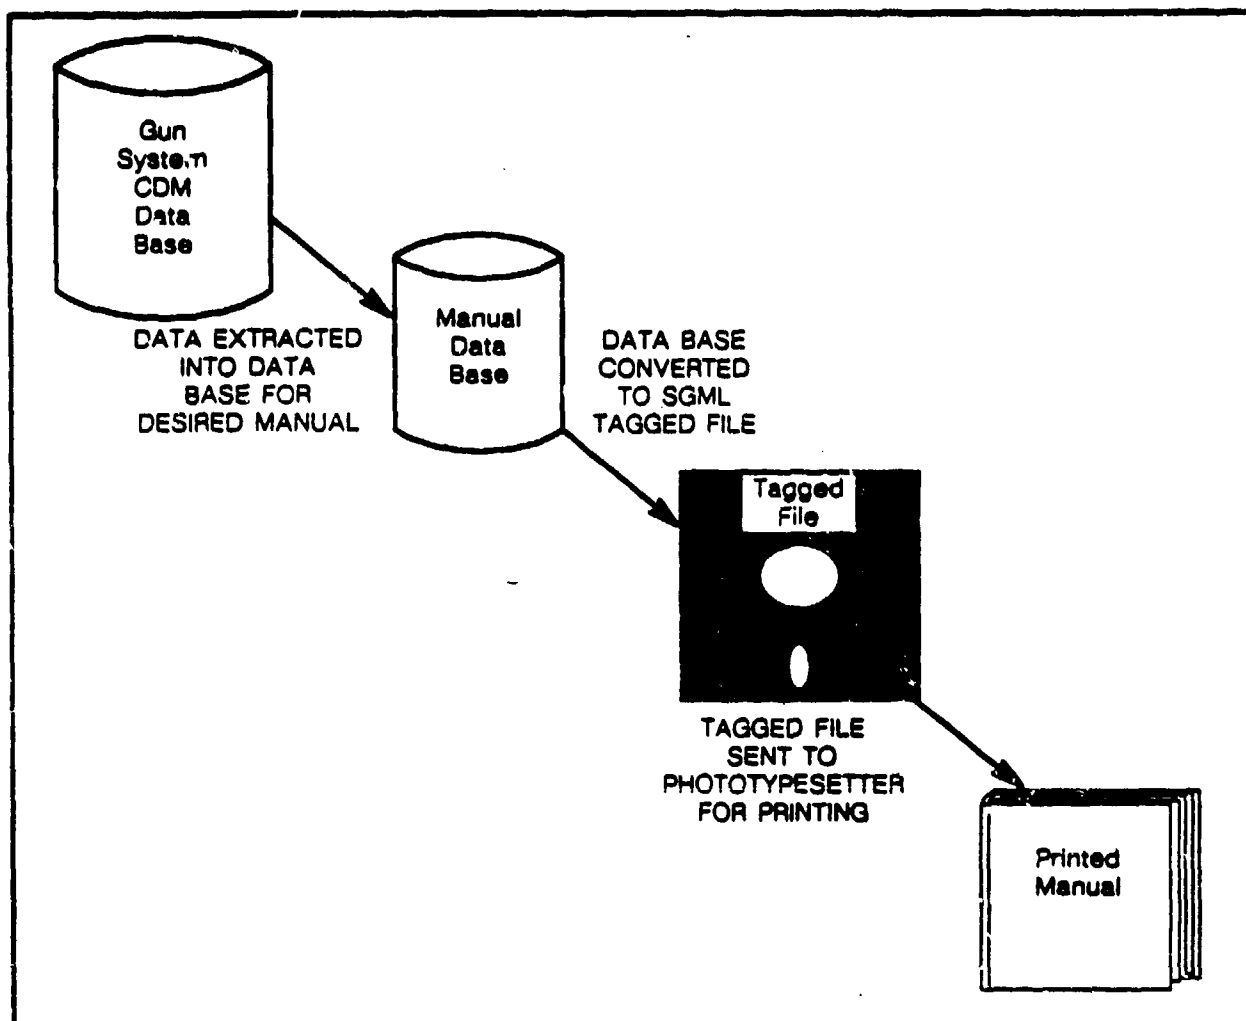 Gun
System
CDM
Data
Base
DATA EXTRACTED
INTO DATA
BASE FOR
DESIRED MANUAL
Manual
Data
Base
DATA BASE
CONVERTED
TO SGML
TAGGED FILE
Tagged
File
TAGGED FILE
SENT TO
PHOTOTYPESETTER
FOR PRINTING
Printed
Manual